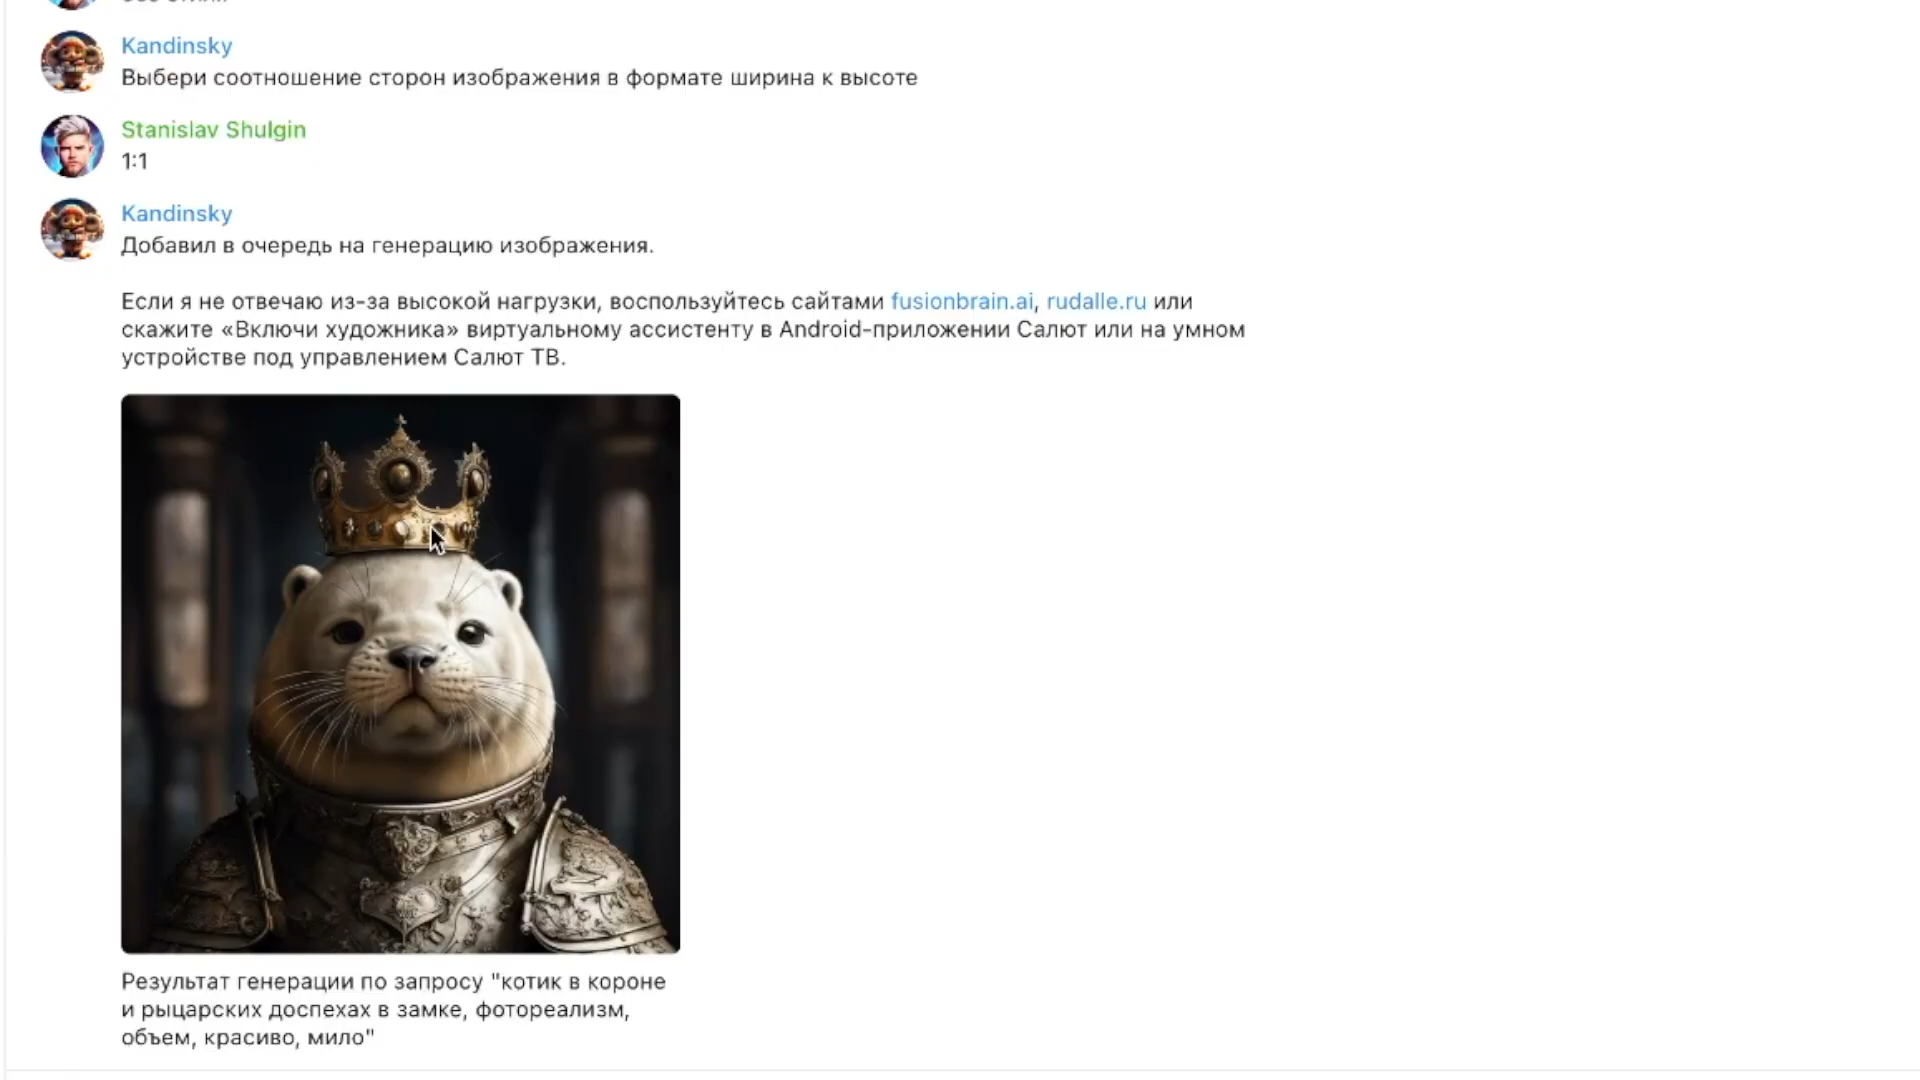 Kandinsky
Выбери соотношение сторон изображения в формате ширина к высоте
Stanislav Shulgin
1:1
Kandinsky
Добавил в очередь на генерацию изображения.
Если я не отвечаю из-за высокой нагрузки, воспользуйтесь сайтами fusionbrain.ai, rudalle.ru или
скажите «Включи художника» виртуальному ассистенту в Android-приложении Салют или на умном
устройстве под управлением Салют ТВ.
Результат генерации по запросу "котик в короне
и рыцарских доспехах в замке, фотореализм,
объем, красиво, мило"